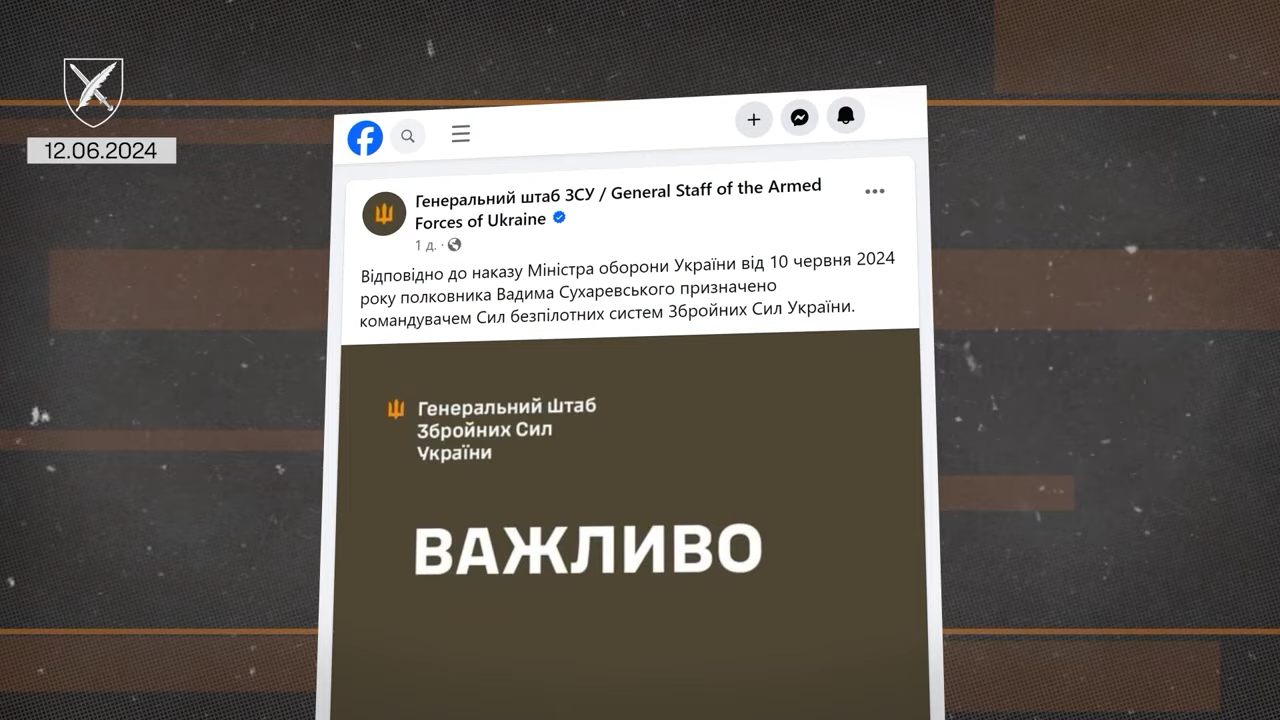 12.06.2024
Генеральний штаб ЗСУ / General Staff of the Armed
Forces of Ukraine
1 д. ·
Відповідно до наказу Міністра оборони України від 10 червня 2024
року полковника Вадима Сухаревського призначено
командувачем Сил безпілотних систем Збройних Сил України.
Генеральний Штаб
Збройних Сил
України
ВАЖЛИВО